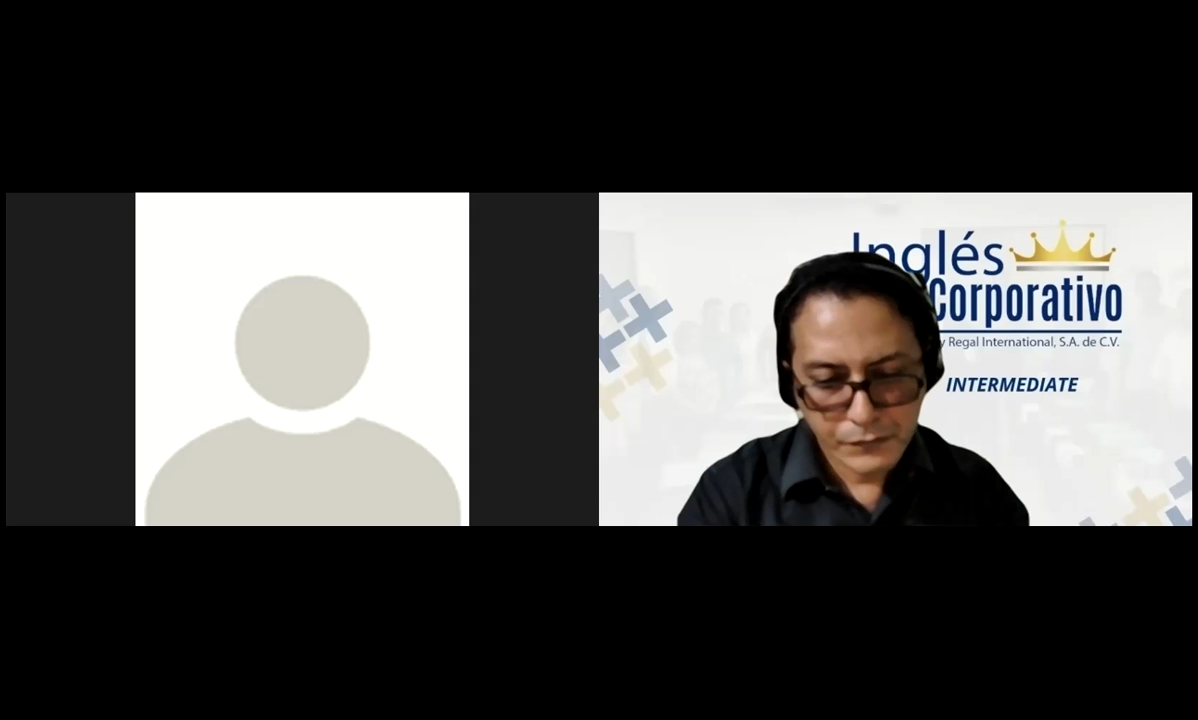 Inglés
Corporativo
y Regal International, S.A. de C.V.
INTERMEDIATE